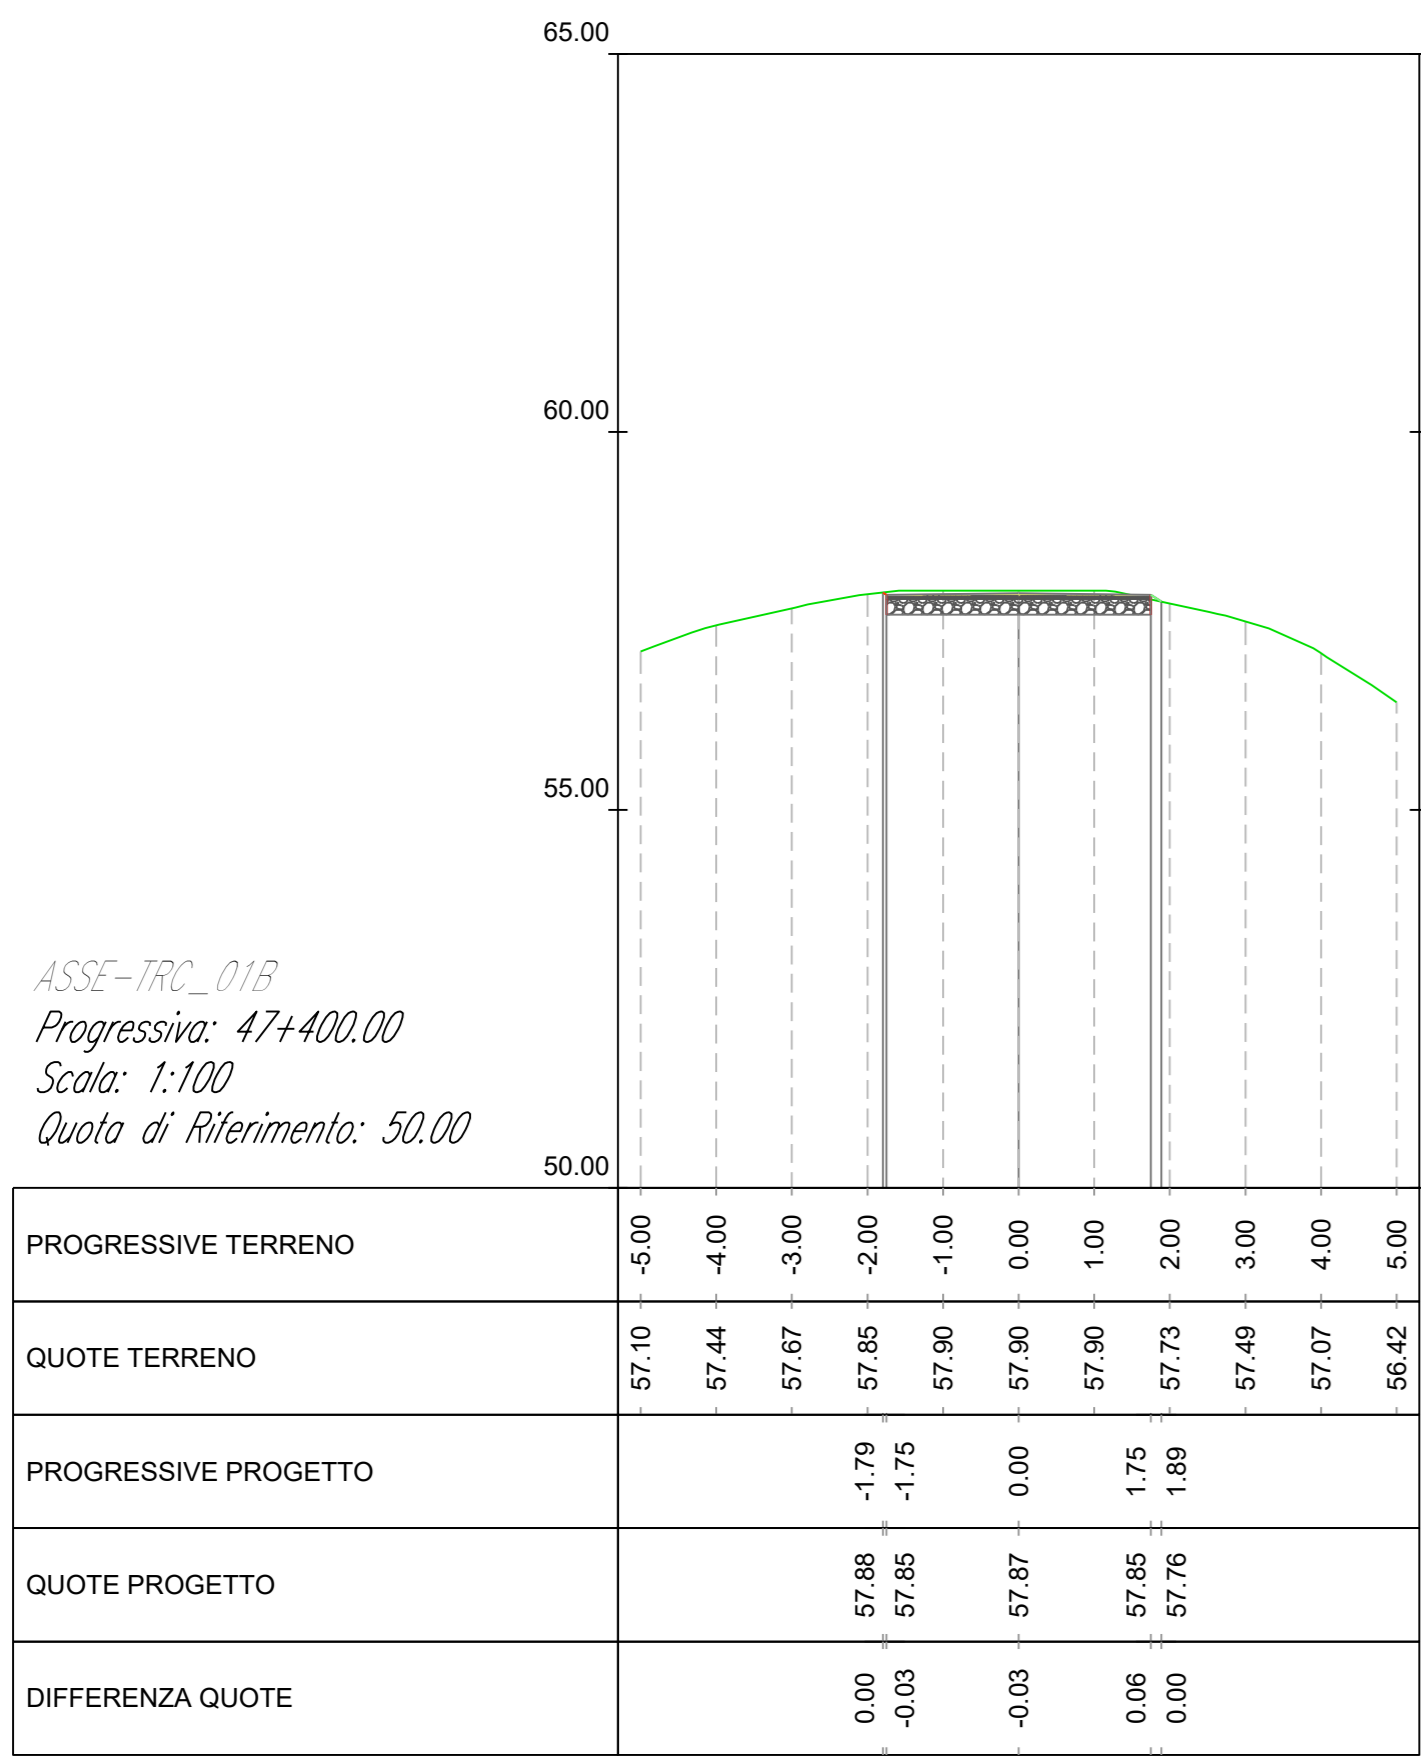 65.00
60.00
55.00
ASSE-TRC_01B
Progressiva: 47+400.00
Scala: 1:100
Quota di Riferimento: 50.00
50.00
PROGRESSIVE TERRENO -5.00 -4.00 -3.00 -2.00 -1.00 0.00 1.00 2.00 3.00 4.00 5.00
QUOTE TERRENO 57.10 57.44 57.67 57.85 57.90 57.90 57.90 57.73 57.49 57.07 56.42
PROGRESSIVE PROGETTO -1.79 -1.75 0.00 1.75 1.89
QUOTE PROGETTO 57.88 57.85 57.87 57.85 57.76
DIFFERENZA QUOTE 0.00 -0.03 -0.03 0.06 0.00